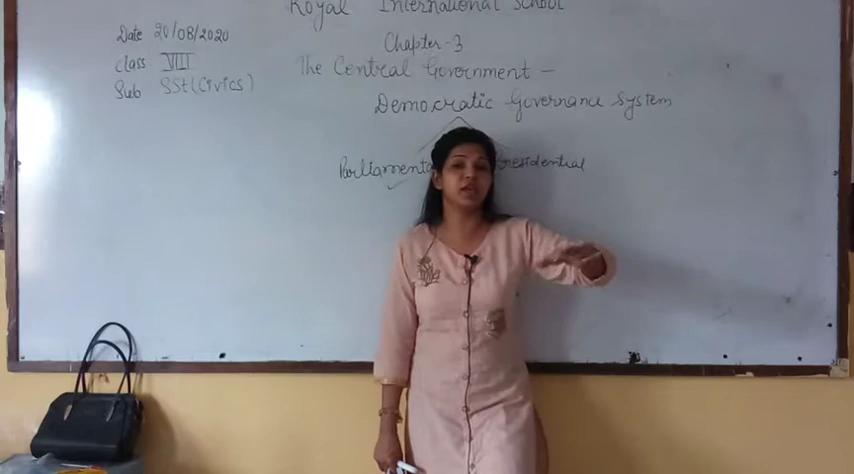 Royal International School
Date 20/08/2020
Chapter-3
Class VIII
The Central Government —
Sub SSt (Civics)
Democratic Governance System